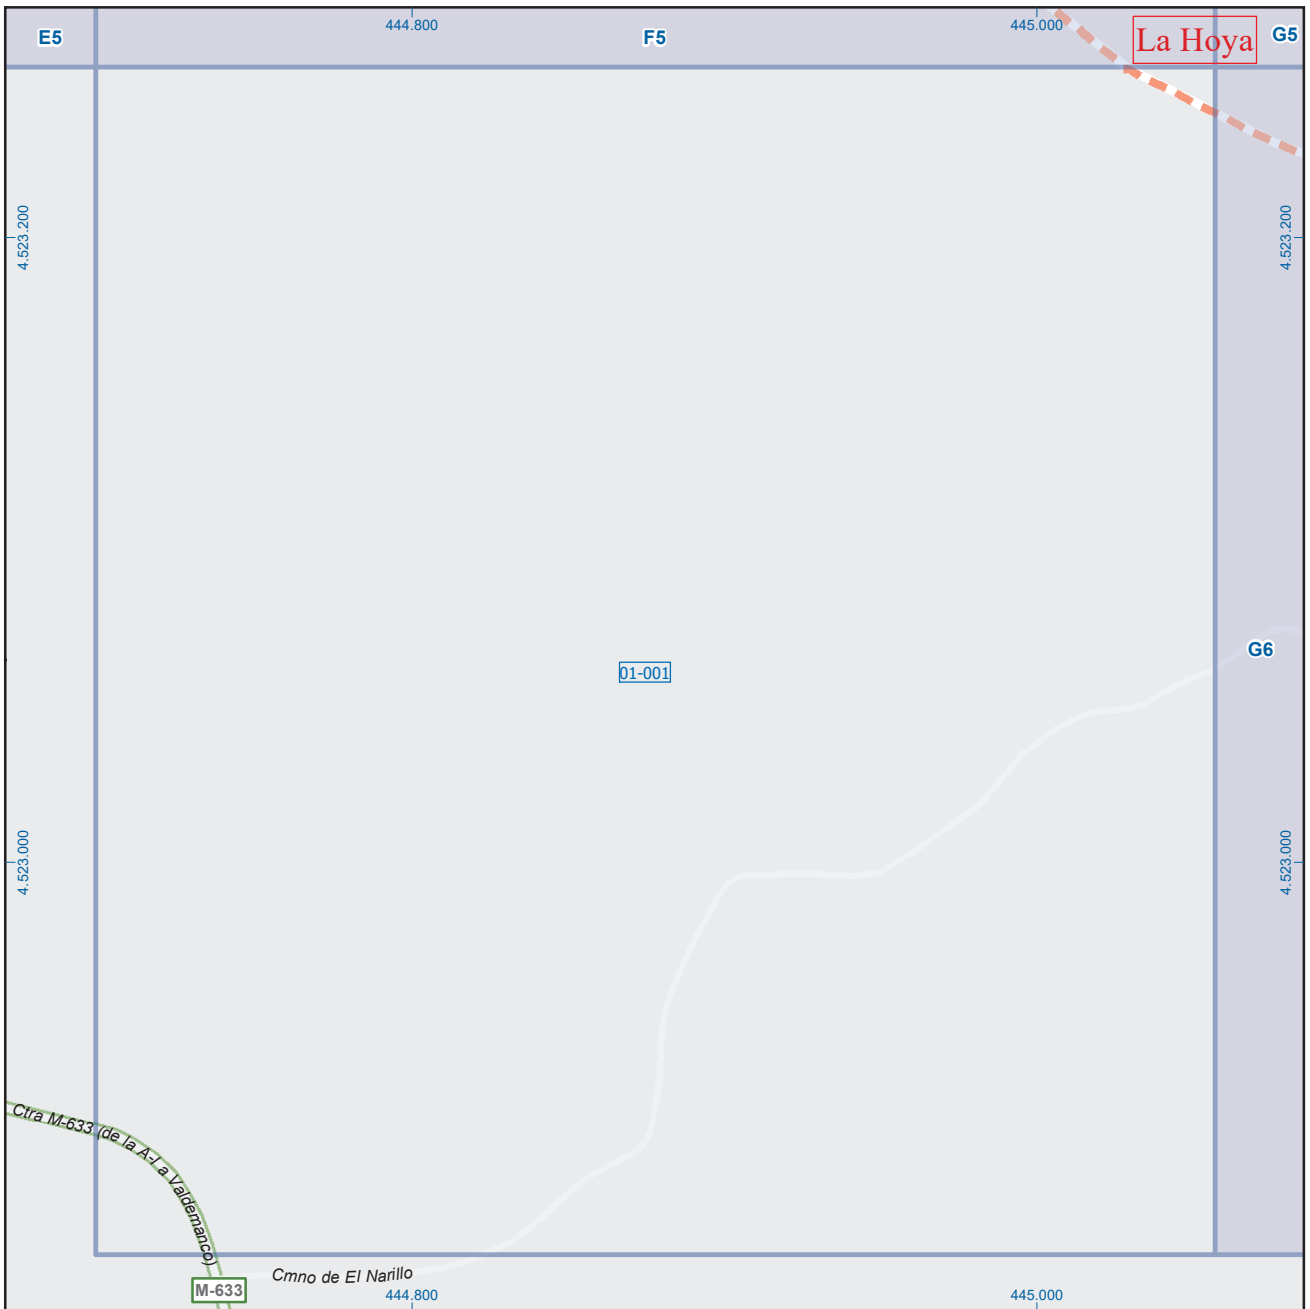 444.800
445.000
E5
F5
La Hoya
G5
4.523.200
4.523.200
G6
01-001
4.523.000
4.523.000
Ctra M-633 (de la A-I a Valdemanco)
Cmno de El Narillo
M-633
444.800
445.000